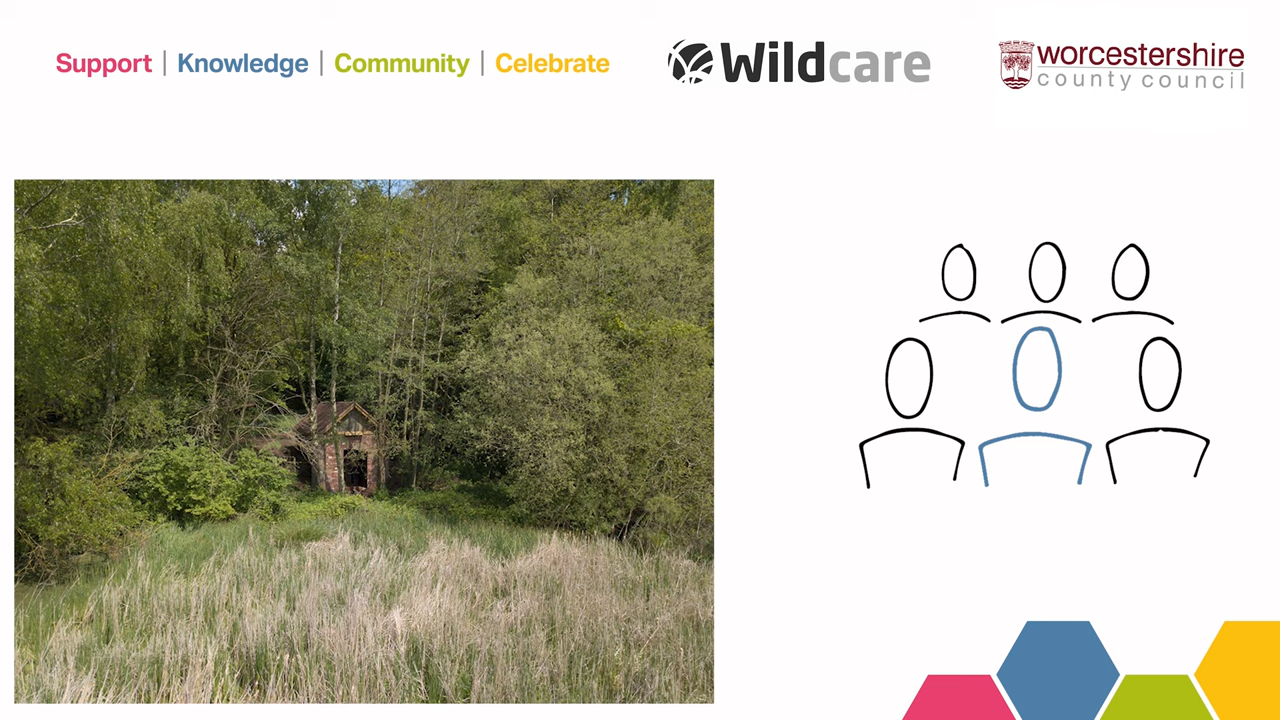 Support | Knowledge | Community | Celebrate
Wildcare
worcestershire
county council